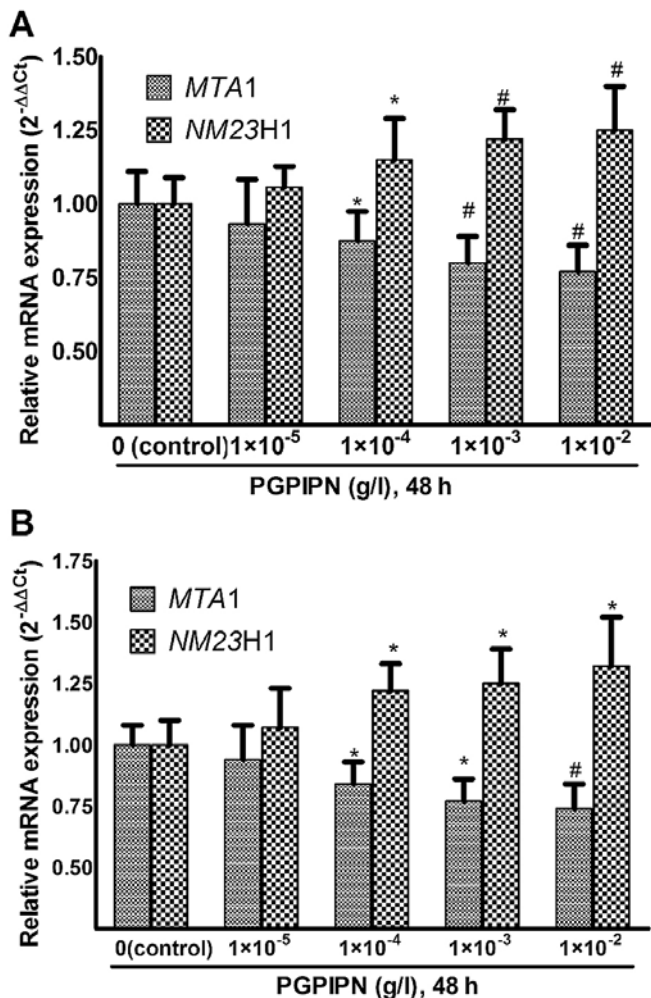 A
Relative mRNA expression (2^-ΔΔCt)
1.50
1.25
1.00
0.75
0.50
MTA1
NM23H1
* # #
* # #
0 (control) 1×10^-5 1×10^-4 1×10^-3 1×10^-2
PGPIPN (g/l), 48 h
B
Relative mRNA expression (2^-ΔΔCt)
1.75
1.50
1.25
1.00
0.75
0.50
MTA1
NM23H1
* * *
* * #
0(control) 1×10^-5 1×10^-4 1×10^-3 1×10^-2
PGPIPN (g/l), 48 h